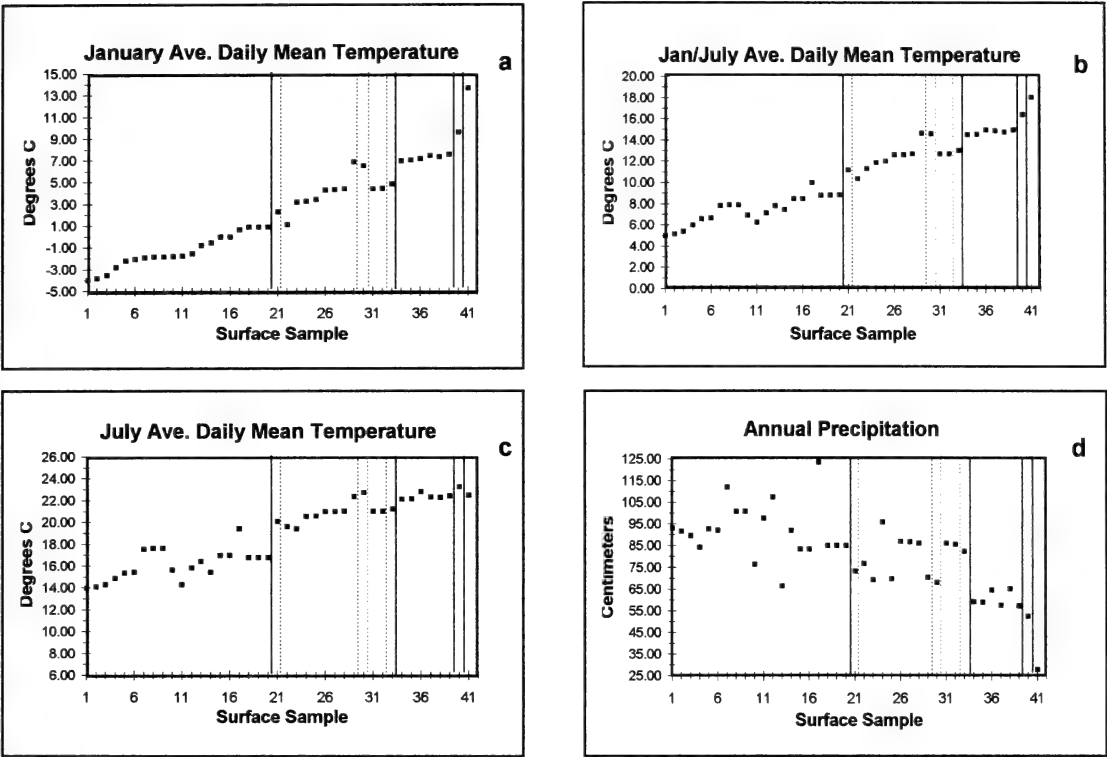 January Ave. Daily Mean Temperature
a
15.00
13.00
11.00
9.00
7.00
5.00
3.00
1.00
-1.00
-3.00
-5.00
Degrees C
1 6 11 16 21 26 31 36 41
Surface Sample
Jan/July Ave. Daily Mean Temperature
b
20.00
18.00
16.00
14.00
12.00
10.00
8.00
6.00
4.00
2.00
0.00
Degrees C
1 6 11 16 21 26 31 36 41
Surface Sample
July Ave. Daily Mean Temperature
c
26.00
24.00
22.00
20.00
18.00
16.00
14.00
12.00
10.00
8.00
6.00
Degrees C
1 6 11 16 21 26 31 36 41
Surface Sample
Annual Precipitation
d
125.00
115.00
105.00
95.00
85.00
75.00
65.00
55.00
45.00
35.00
25.00
Centimeters
1 6 11 16 21 26 31 36 41
Surface Sample